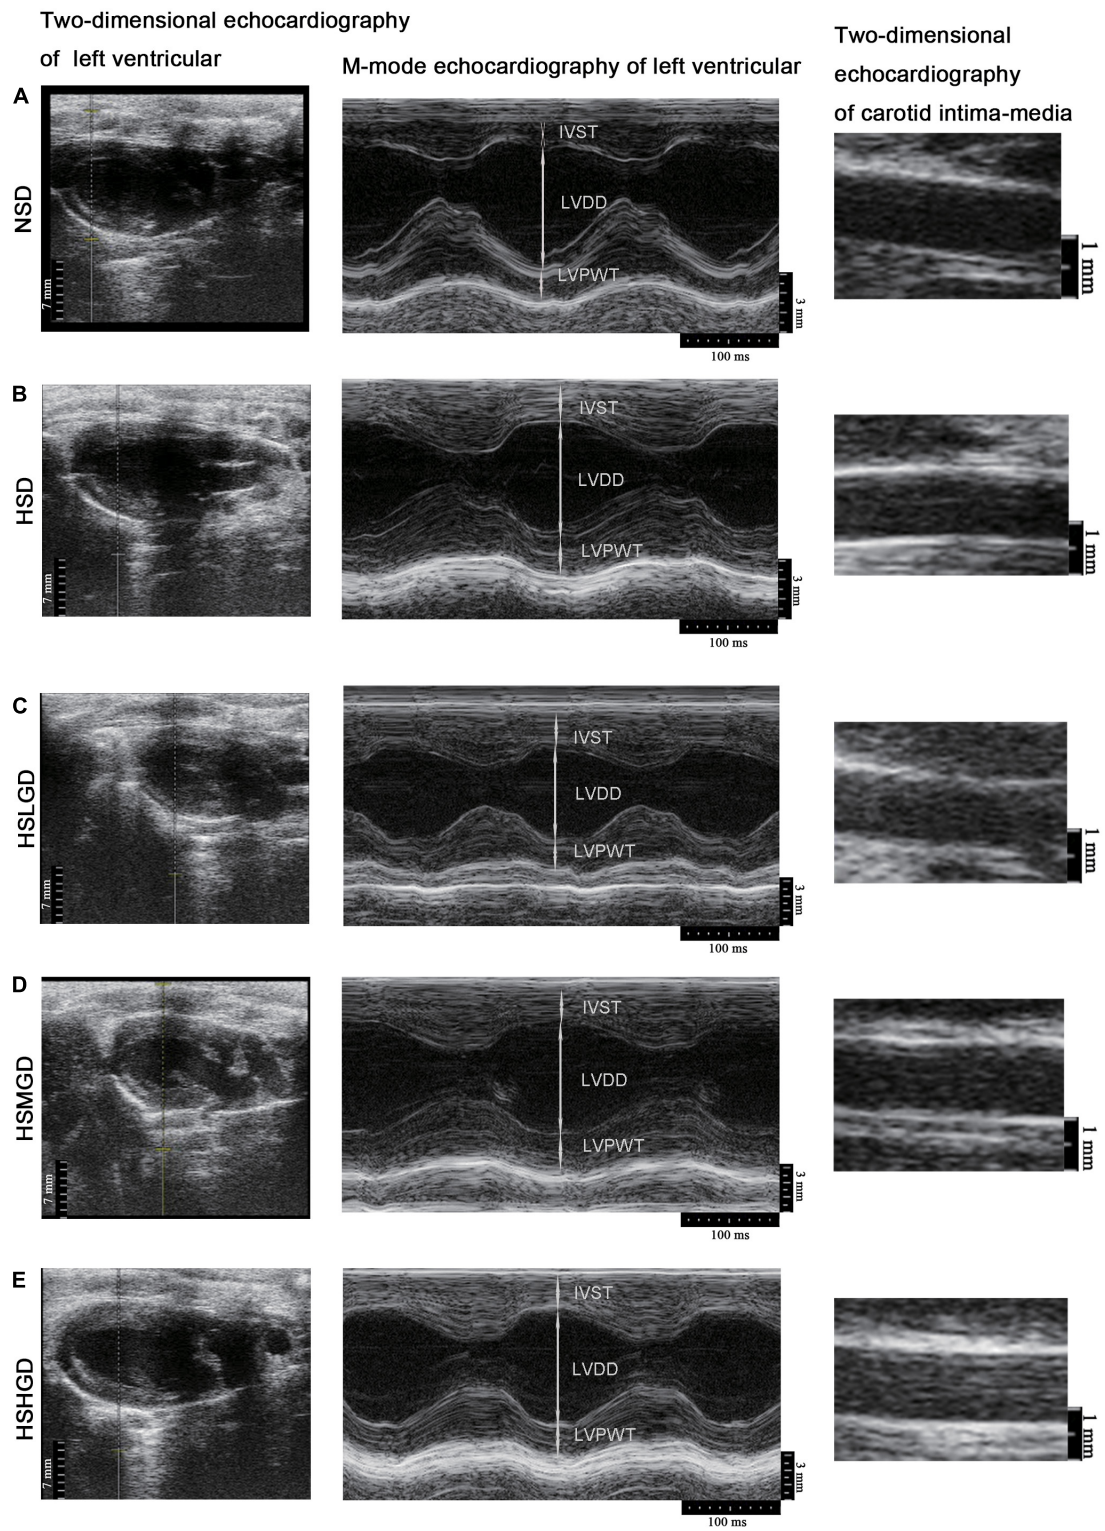 Two-dimensional echocardiography
of left ventricular
M-mode echocardiography of left ventricular
Two-dimensional
echocardiography
of carotid intima-media
A
NSD
7 mm
IVST
LVDD
LVPWT
3 mm
100 ms
1 mm
B
HSD
7 mm
IVST
LVDD
LVPWT
3 mm
100 ms
1 mm
C
HSLGD
7 mm
IVST
LVDD
LVPWT
3 mm
100 ms
1 mm
D
HSMGD
7 mm
IVST
LVDD
LVPWT
3 mm
100 ms
1 mm
E
HSHGD
7 mm
IVST
LVDD
LVPWT
3 mm
100 ms
1 mm